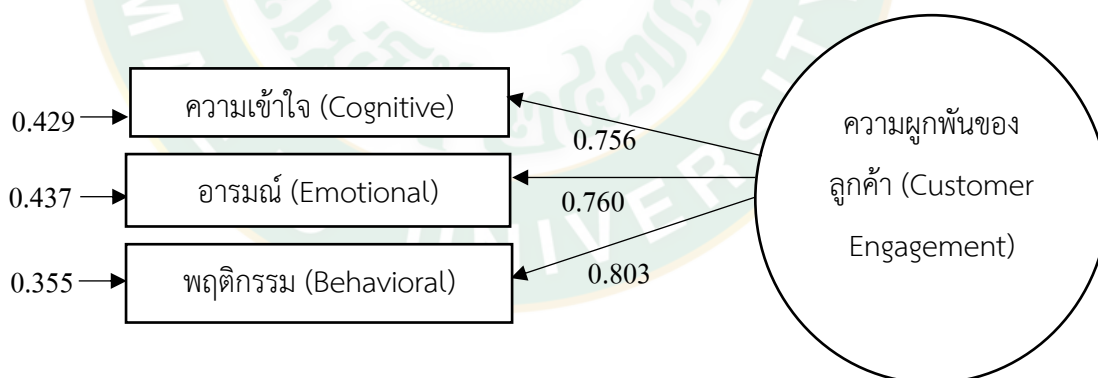 0.429
ความเข้าใจ (Cognitive)
0.756
0.437
อารมณ์ (Emotional)
0.760
0.355
พฤติกรรม (Behavioral)
0.803
ความผูกพันของ
ลูกค้า (Customer
Engagement)